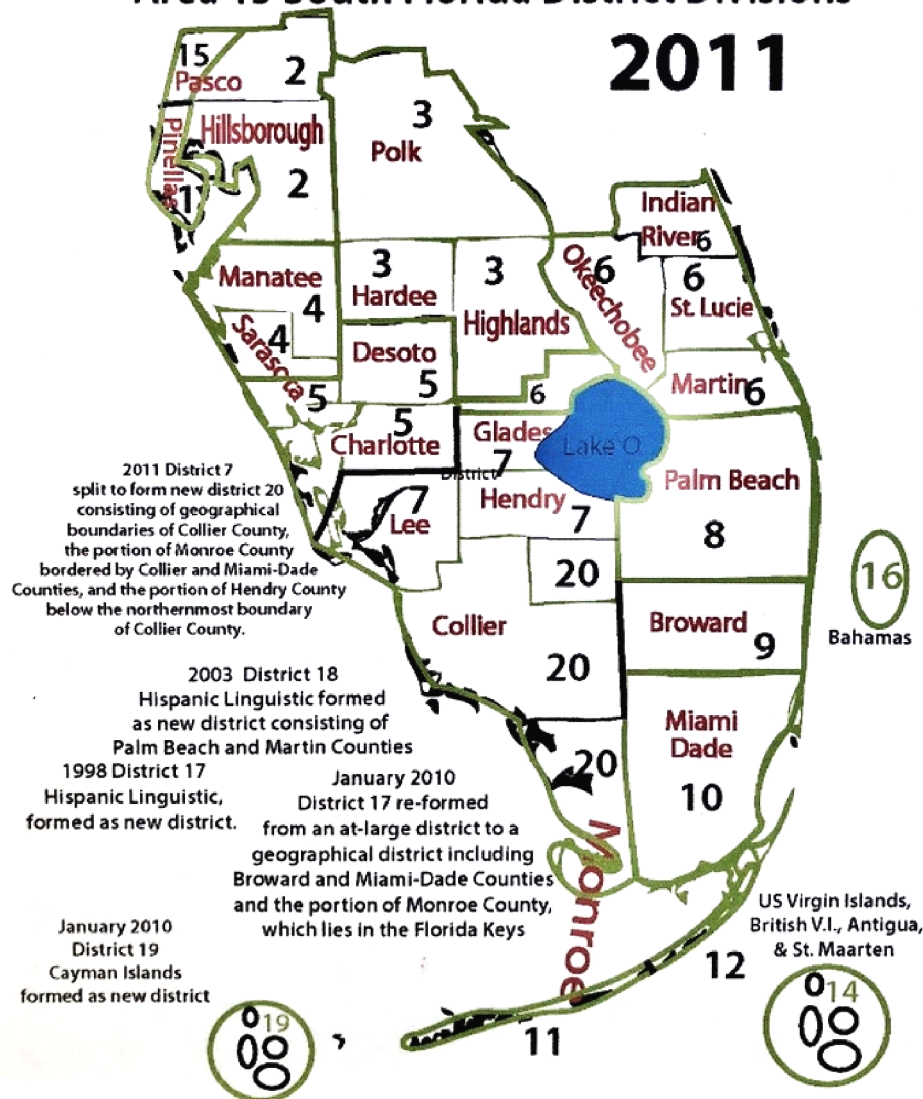 Area 15 South Florida District Divisions
2011
15
Pasco
2
3
Polk
Pinellas
1
Hillsborough
2
Indian
River 6
Manatee
4
3
Hardee
3
Highlands
Okeechobee
6
6
St. Lucie
Sarasota
4
5
Desoto
5
6
Martin 6
5
Charlotte
Glades
7
Lake O
District
7
Lee
Hendry
7
Palm Beach
8
2011 District 7
split to form new district 20
consisting of geographical
boundaries of Collier County,
the portion of Monroe County
bordered by Collier and Miami-Dade
Counties, and the portion of Hendry County
below the northernmost boundary
of Collier County.
20
Collier
20
Broward
9
16
Bahamas
2003 District 18
Hispanic Linguistic formed
as new district consisting of
Palm Beach and Martin Counties
1998 District 17
Hispanic Linguistic,
formed as new district.
20
Miami
Dade
10
January 2010
District 17 re-formed
from an at-large district to a
geographical district including
Broward and Miami-Dade Counties
and the portion of Monroe County,
which lies in the Florida Keys
Monroe
January 2010
District 19
Cayman Islands
formed as new district
US Virgin Islands,
British V.I., Antigua,
& St. Maarten
12
14
19
11